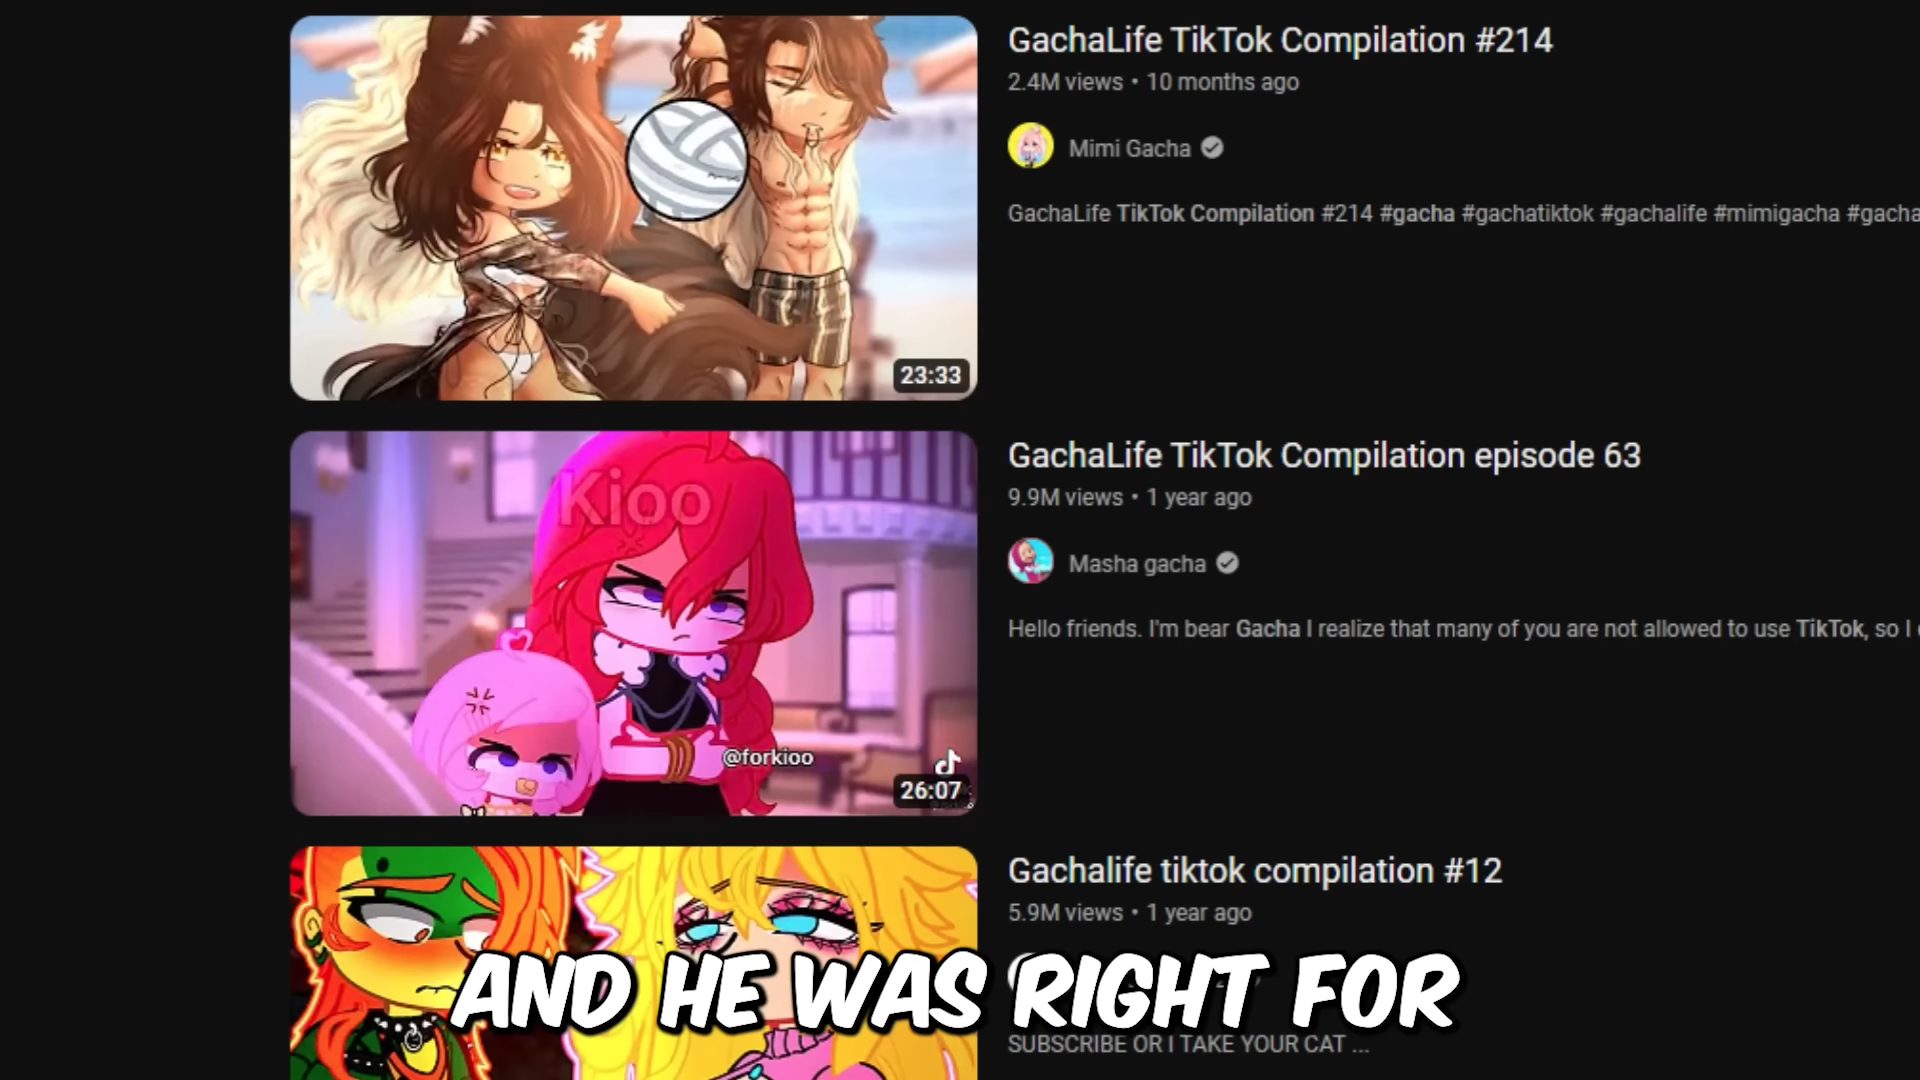 GachaLife TikTok Compilation #214
2.4M views • 10 months ago
Mimi Gacha
GachaLife TikTok Compilation #214 #gacha #gachatiktok #gachalife #mimigacha #gacha
23:33
Kioo
GachaLife TikTok Compilation episode 63
9.9M views • 1 year ago
Masha gacha
Hello friends. I'm bear Gacha I realize that many of you are not allowed to use TikTok, so I
@forkioo
26:07
Gachalife tiktok compilation #12
5.9M views • 1 year ago
AND HE WAS RIGHT FOR
SUBSCRIBE OR I TAKE YOUR CAT ...